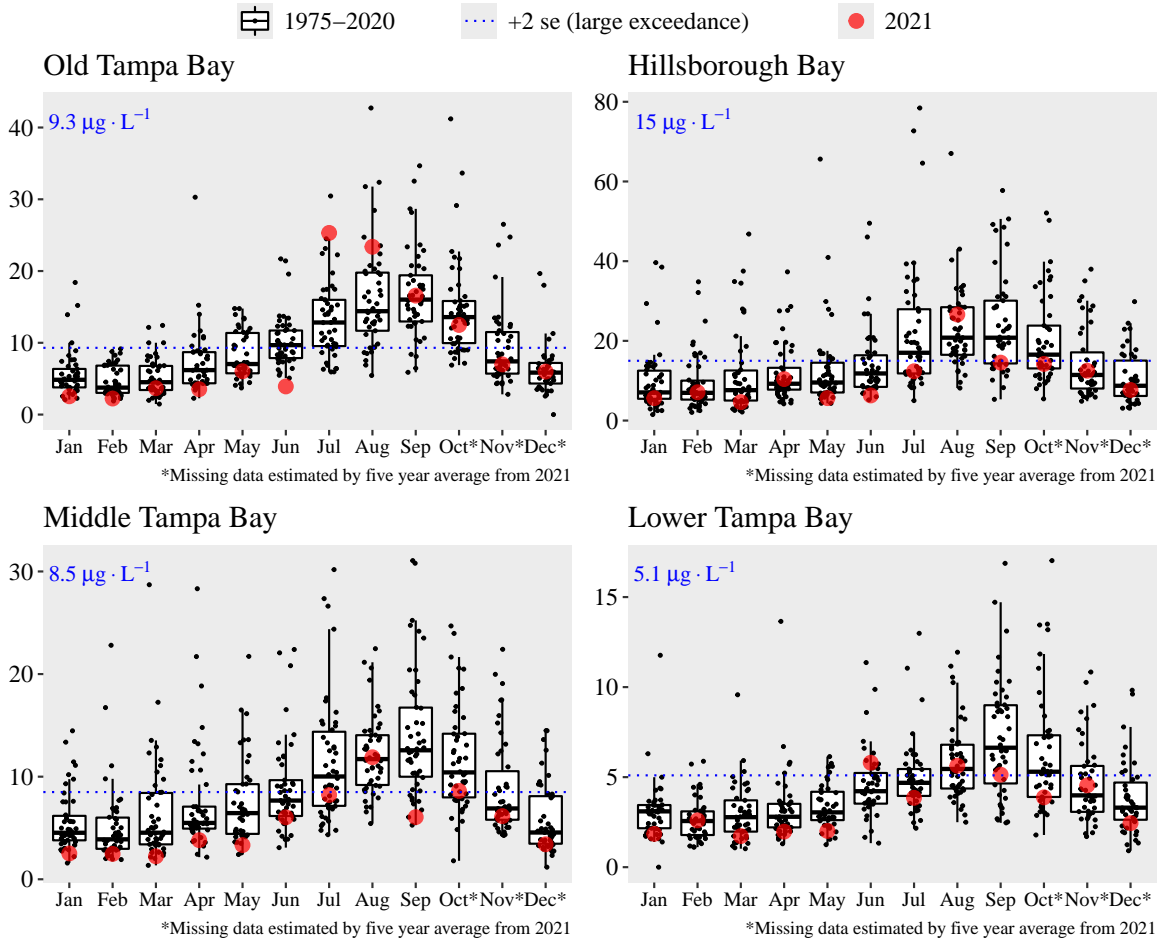 1975−2020 +2 se (large exceedance) 2021
Old Tampa Bay
9.3 μg ⋅ L⁻¹
40
30
20
10
0
Jan Feb Mar Apr May Jun Jul Aug Sep Oct* Nov* Dec*
*Missing data estimated by five year average from 2021
Hillsborough Bay
15 μg ⋅ L⁻¹
80
60
40
20
0
Jan Feb Mar Apr May Jun Jul Aug Sep Oct* Nov* Dec*
*Missing data estimated by five year average from 2021
Middle Tampa Bay
8.5 μg ⋅ L⁻¹
30
20
10
0
Jan Feb Mar Apr May Jun Jul Aug Sep Oct* Nov* Dec*
*Missing data estimated by five year average from 2021
Lower Tampa Bay
5.1 μg ⋅ L⁻¹
15
10
5
0
Jan Feb Mar Apr May Jun Jul Aug Sep Oct* Nov* Dec*
*Missing data estimated by five year average from 2021